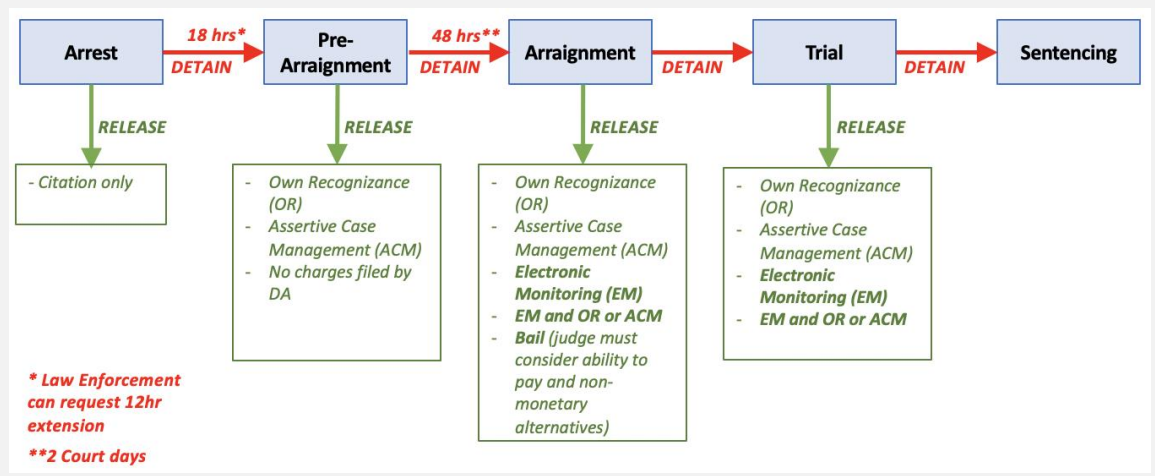 Arrest
18 hrs*
DETAIN
Pre-
Arraignment
48 hrs**
DETAIN
Arraignment
DETAIN
Trial
DETAIN
Sentencing
RELEASE
RELEASE
RELEASE
RELEASE
- Citation only
- Own Recognizance
(OR)
- Assertive Case
Management (ACM)
- No charges filed by
DA
- Own Recognizance
(OR)
- Assertive Case
Management (ACM)
- Electronic
Monitoring (EM)
- EM and OR or ACM
- Bail (judge must
consider ability to
pay and non-
monetary
alternatives)
- Own Recognizance
(OR)
- Assertive Case
Management (ACM)
- Electronic
Monitoring (EM)
- EM and OR or ACM
* Law Enforcement
can request 12hr
extension
**2 Court days